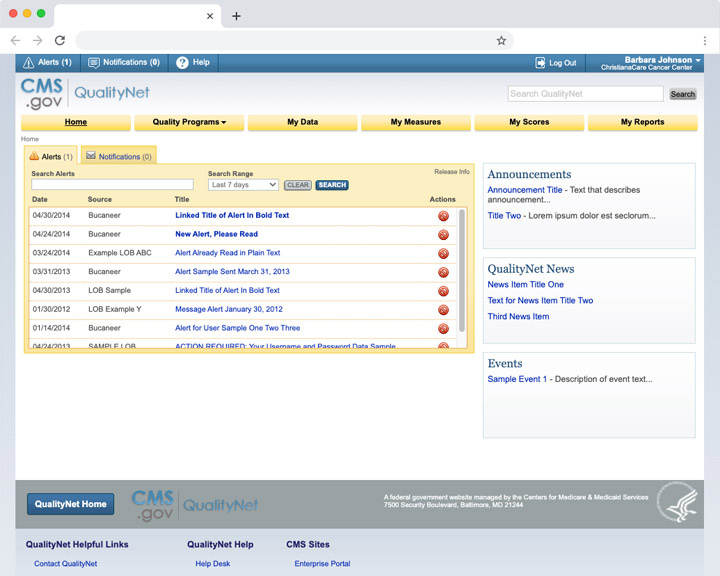 Alerts (1)
Notifications (0)
Help
Log Out
Barbara Johnson
ChristianaCare Cancer Center
CMS
.gov
QualityNet
Search QualityNet
Search
Home
Quality Programs
My Data
My Measures
My Scores
My Reports
Home
Alerts (1)
Notifications (0)
Release Info
Search Alerts
Search Range
Last 7 days
CLEAR
SEARCH
Date Source Title Actions
04/30/2014 Bucaneer Linked Title of Alert In Bold Text
04/24/2014 Bucaneer New Alert, Please Read
03/24/2014 Example LOB ABC Alert Already Read in Plain Text
03/31/2013 Bucaneer Alert Sample Sent March 31, 2013
04/30/2013 LOB Sample Linked Title of Alert In Bold Text
01/30/2012 LOB Example Y Message Alert January 30, 2012
01/14/2014 Bucaneer Alert for User Sample One Two Three
04/24/2013 SAMPLE LOB ACTION REQUIRED: Your Username and Password Data Sample
Announcements
Announcement Title - Text that describes
announcement...
Title Two - Lorem ipsum dolor est seclorum...
QualityNet News
News Item Title One
Text for News Item Title Two
Third News Item
Events
Sample Event 1 - Description of event text...
QualityNet Home
CMS
.gov
QualityNet
A federal government website managed by the Centers for Medicare & Medicaid Services
7500 Security Boulevard, Baltimore, MD 21244
QualityNet Helpful Links
QualityNet Help
CMS Sites
Contact QualityNet
Help Desk
Enterprise Portal